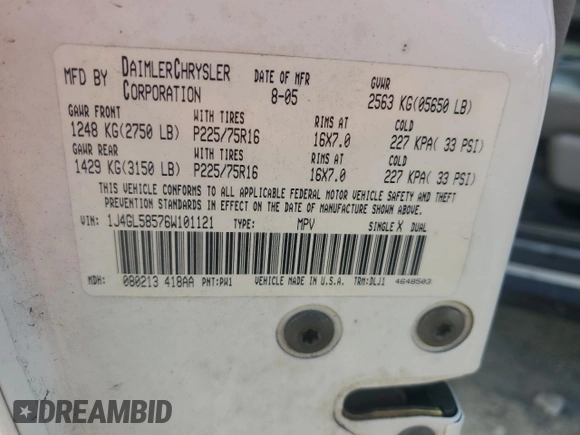 MFD BY DAIMLERCHRYSLER CORPORATION DATE OF MFR 8-05 GVWR 2563 KG(05650 LB)
GAWR FRONT WITH TIRES RIMS AT COLD
1248 KG(2750 LB) P225/75R16 16X7.0 227 KPA( 33 PSI)
GAWR REAR WITH TIRES RIMS AT COLD
1429 KG(3150 LB) P225/75R16 16X7.0 227 KPA( 33 PSI)
THIS VEHICLE CONFORMS TO ALL APPLICABLE FEDERAL MOTOR VEHICLE SAFETY AND THEFT
PREVENTION STANDARDS IN EFFECT ON THE DATE OF MANUFACTURE SHOWN ABOVE.
VIN: 1J4GL58576W101121 TYPE: MPV SINGLE X DUAL
MDH: 080213 418AA PNT:PW1 VEHICLE MADE IN U.S.A. TRM:DLJ1 4648503
DREAMBID